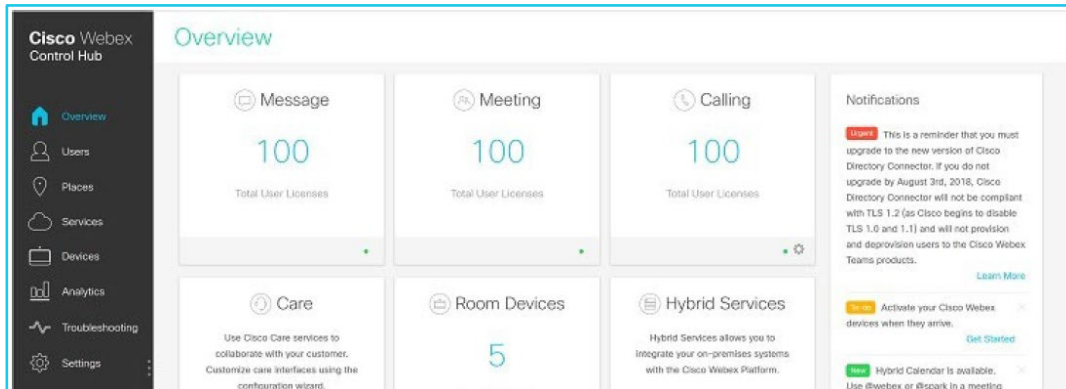 Cisco Webex
Control Hub
Overview
Users
Places
Services
Devices
Analytics
Troubleshooting
Settings
Overview
Message
100
Total User Licenses
Meeting
100
Total User Licenses
Calling
100
Total User Licenses
Care
Use Cisco Care services to
collaborate with your customer.
Customize care interfaces using the
configuration wizard.
Room Devices
5
Hybrid Services
Hybrid Services allows you to
integrate your on-premises systems
with the Cisco Webex Platform.
Notifications
Urgent This is a reminder that you must
upgrade to the new version of Cisco
Directory Connector. If you do not
upgrade by August 3rd, 2018, Cisco
Directory Connector will not be compliant
with TLS 1.2 (as Cisco begins to disable
TLS 1.0 and 1.1) and will not provision
and deprovision users to the Cisco Webex
Teams products.
Learn More
To-do Activate your Cisco Webex
devices when they arrive.
Get Started
New Hybrid Calendar is available.
Use @webex or @spark in a meeting